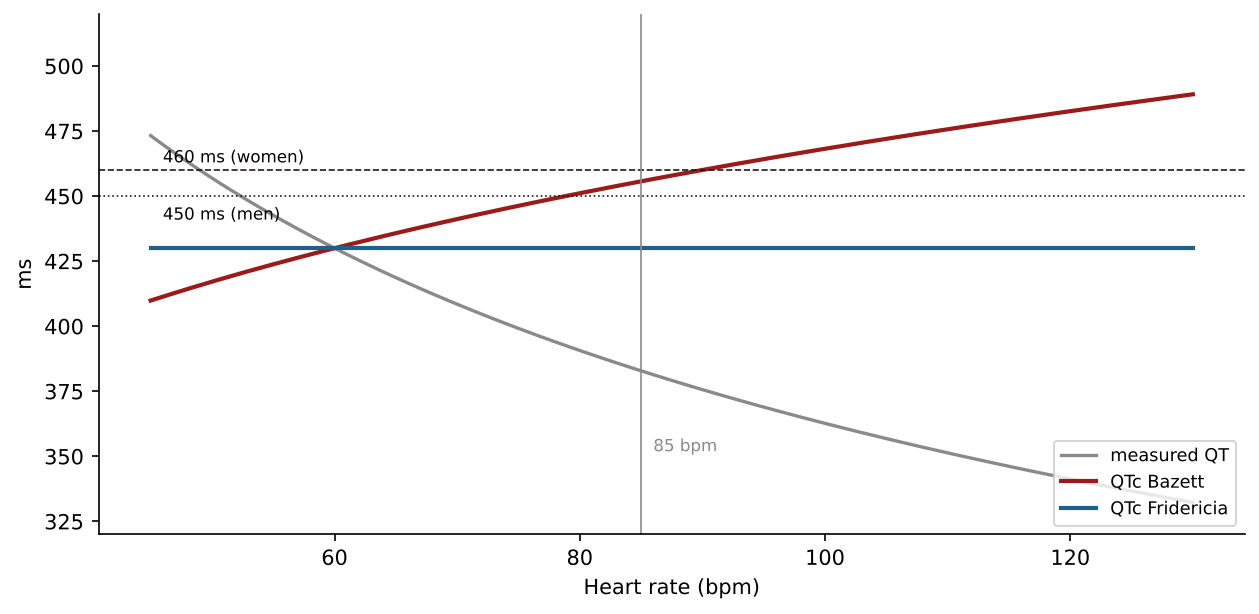 500
475
450
425
400
375
350
325
ms
460 ms (women)
450 ms (men)
85 bpm
measured QT
QTc Bazett
QTc Fridericia
60
80
100
120
Heart rate (bpm)